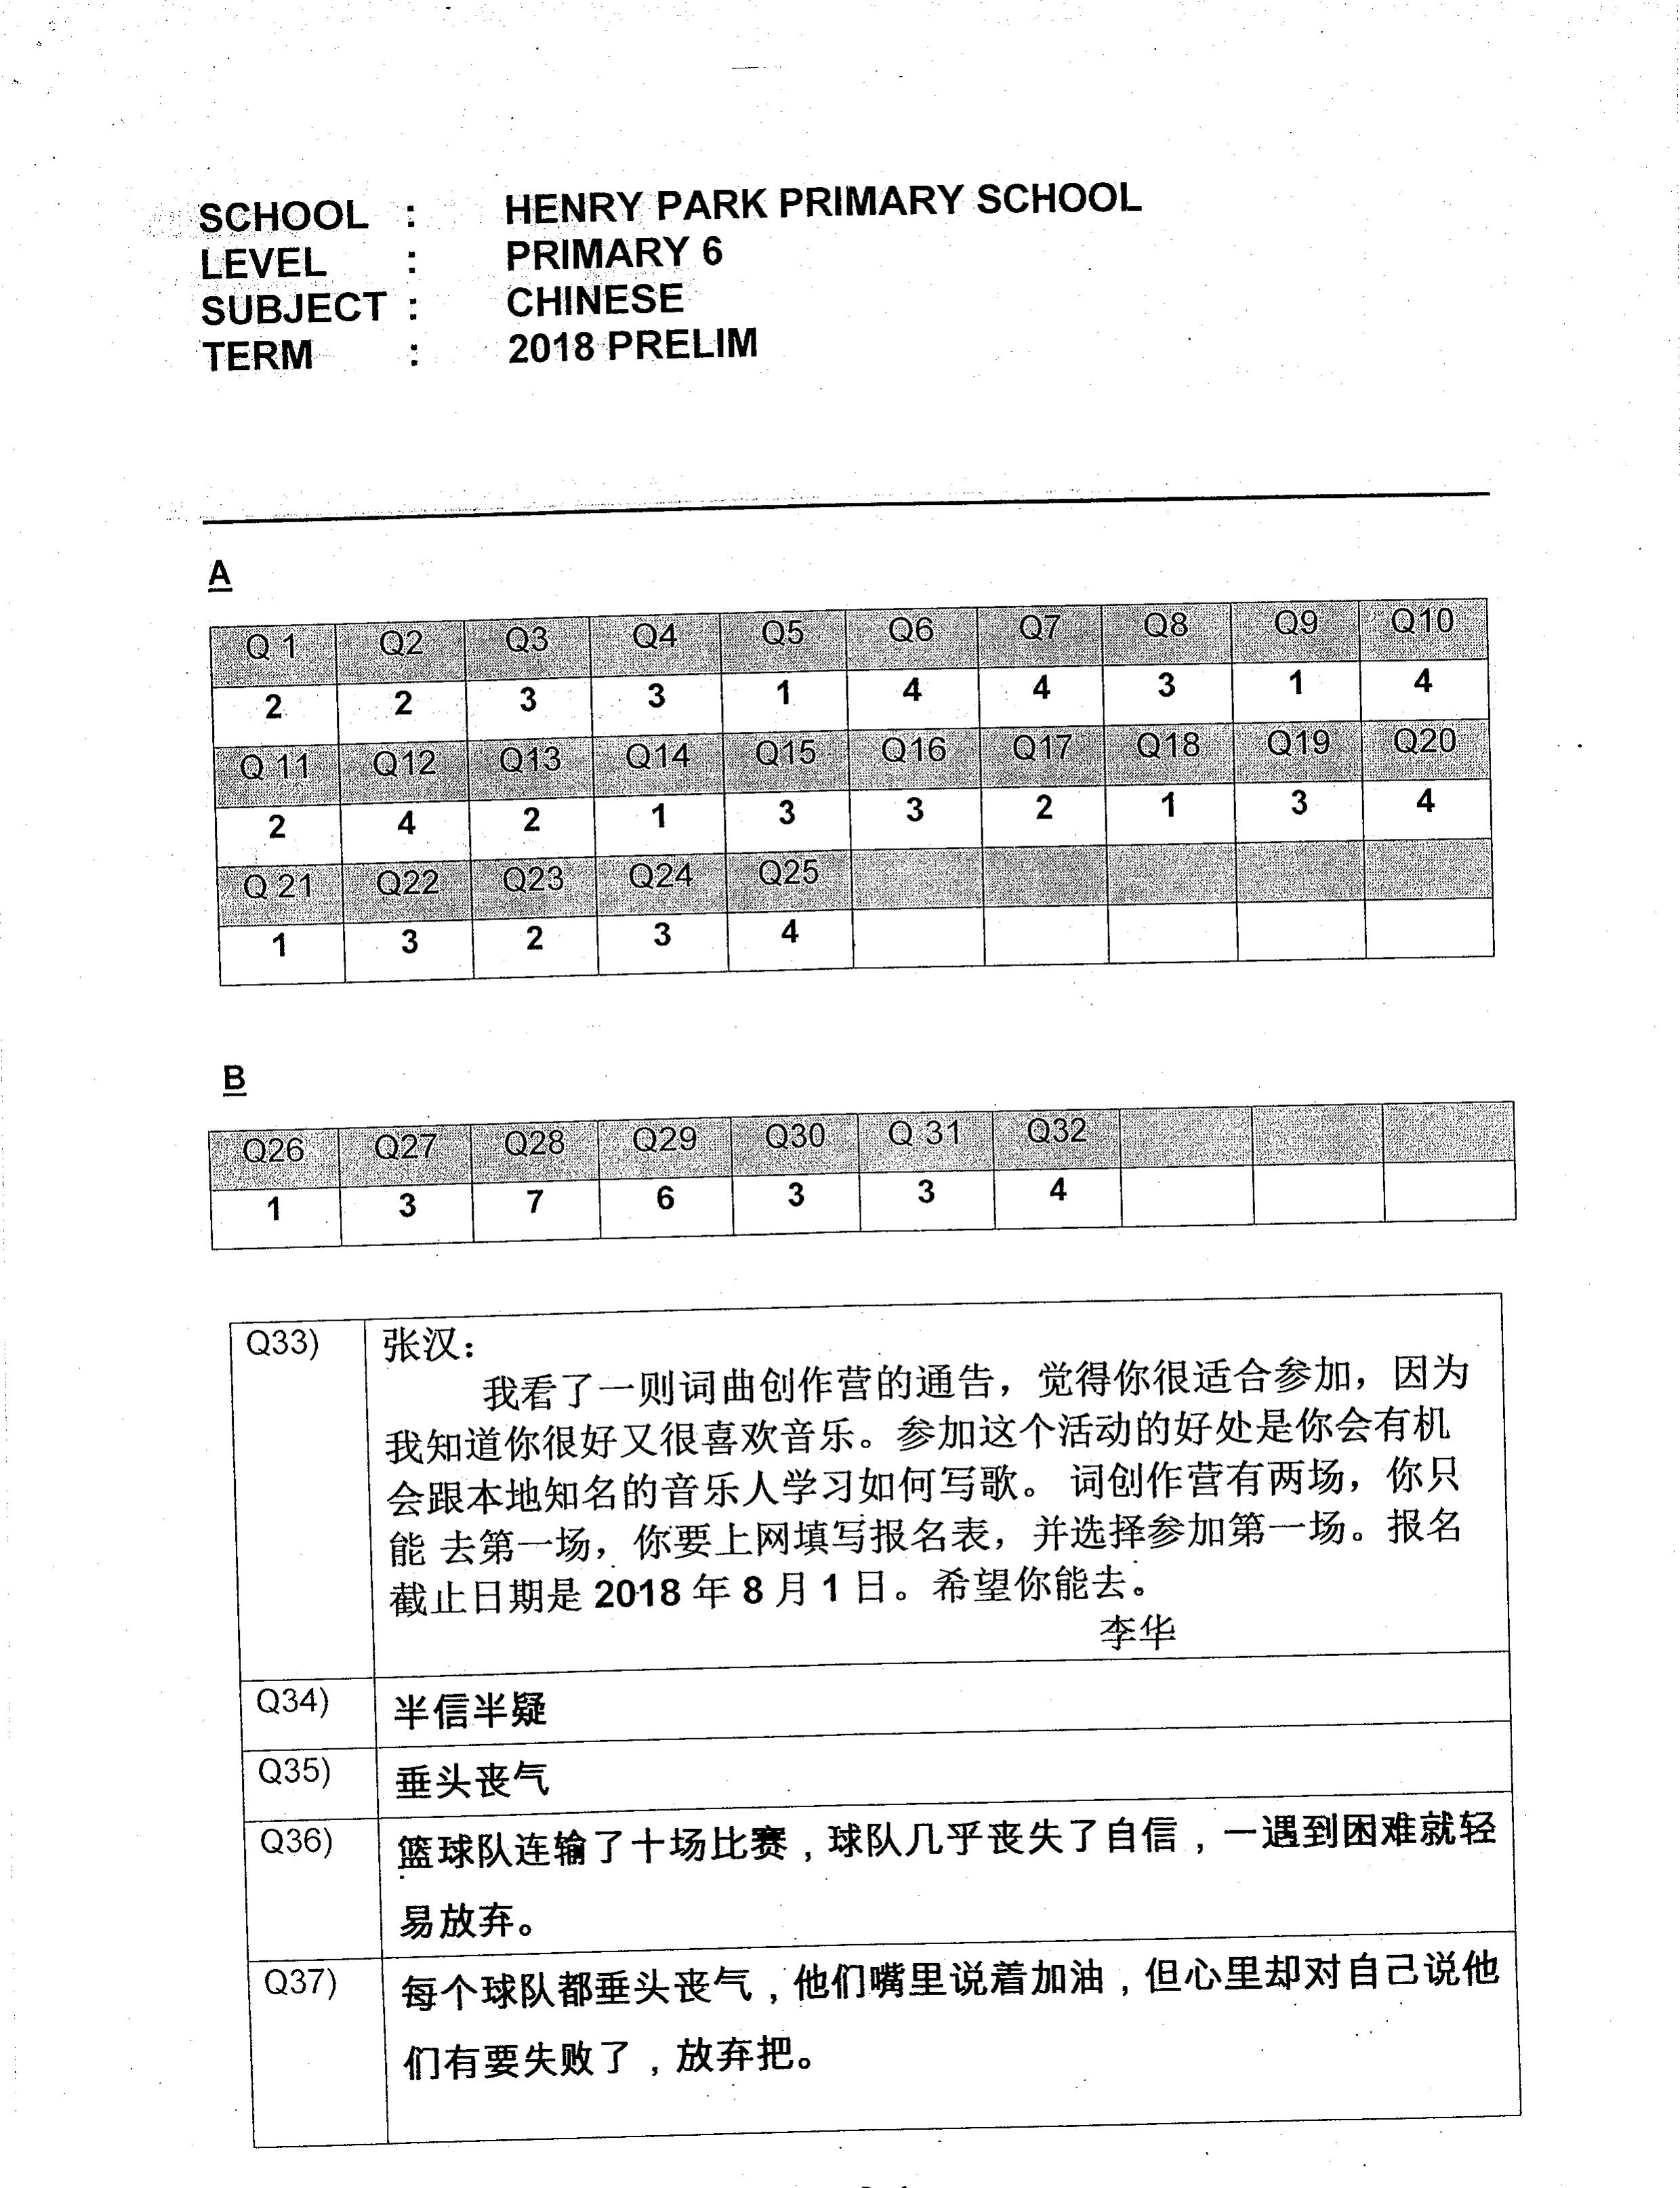 SCHOOL : HENRY PARK PRIMARY SCHOOL
LEVEL : PRIMARY 6
SUBJECT : CHINESE
TERM : 2018 PRELIM
A
Q 1 Q2 Q3 Q4 Q5 Q6 Q7 Q8 Q9 Q10
2 2 3 3 1 4 4 3 1 4
Q 11 Q12 Q13 Q14 Q15 Q16 Q17 Q18 Q19 Q20
2 4 2 1 3 3 2 1 3 4
Q 21 Q22 Q23 Q24 Q25
1 3 2 3 4
B
Q26 Q27 Q28 Q29 Q30 Q 31 Q32
1 3 7 6 3 3 4
Q33) 张汉：
我看了一则词曲创作营的通告，觉得你很适合参加，因为
我知道你很好又很喜欢音乐。参加这个活动的好处是你会有机
会跟本地知名的音乐人学习如何写歌。 词创作营有两场，你只
能 去第一场，你要上网填写报名表，并选择参加第一场。报名
截止日期是 2018 年 8 月 1 日。希望你能去。
李华
Q34) 半信半疑
Q35) 垂头丧气
Q36) 篮球队连输了十场比赛，球队几乎丧失了自信，一遇到困难就轻
易放弃。
Q37) 每个球队都垂头丧气，他们嘴里说着加油，但心里却对自己说他
们有要失败了，放弃把。